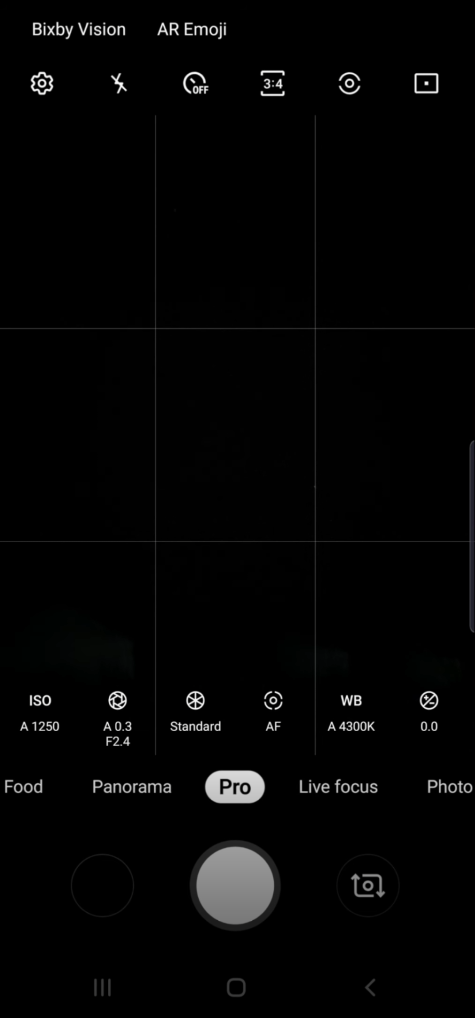 Bixby Vision AR Emoji
OFF 3:4
ISO WB
A 1250 A 0.3 Standard AF A 4300K 0.0
F2.4
Food Panorama Pro Live focus Photo